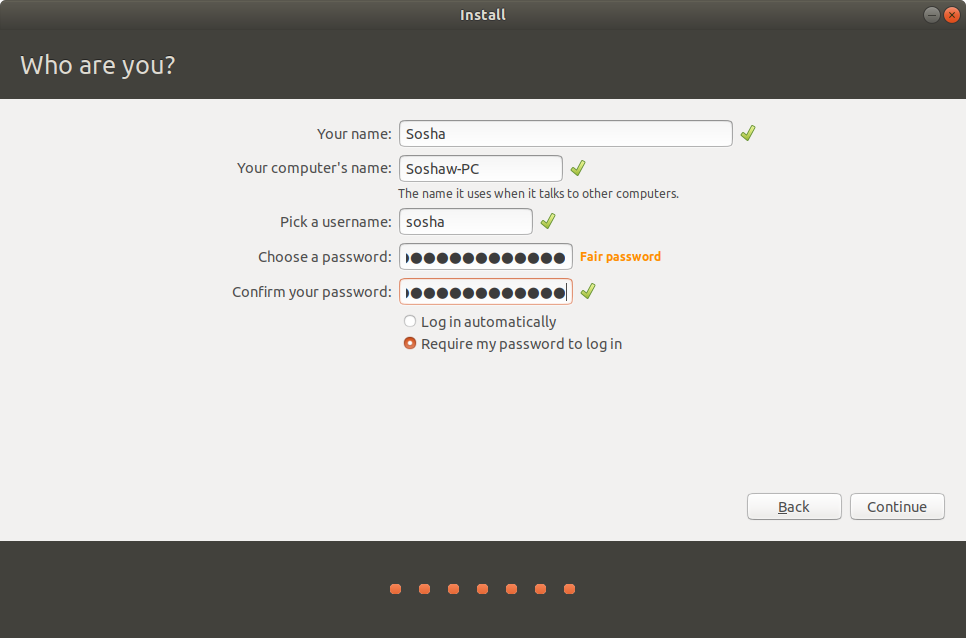 Install
Who are you?
Your name: Sosha
Your computer's name: Soshaw-PC
The name it uses when it talks to other computers.
Pick a username: sosha
Choose a password: ●●●●●●●●●●●●● Fair password
Confirm your password: ●●●●●●●●●●●●●
Log in automatically
Require my password to log in
Back Continue